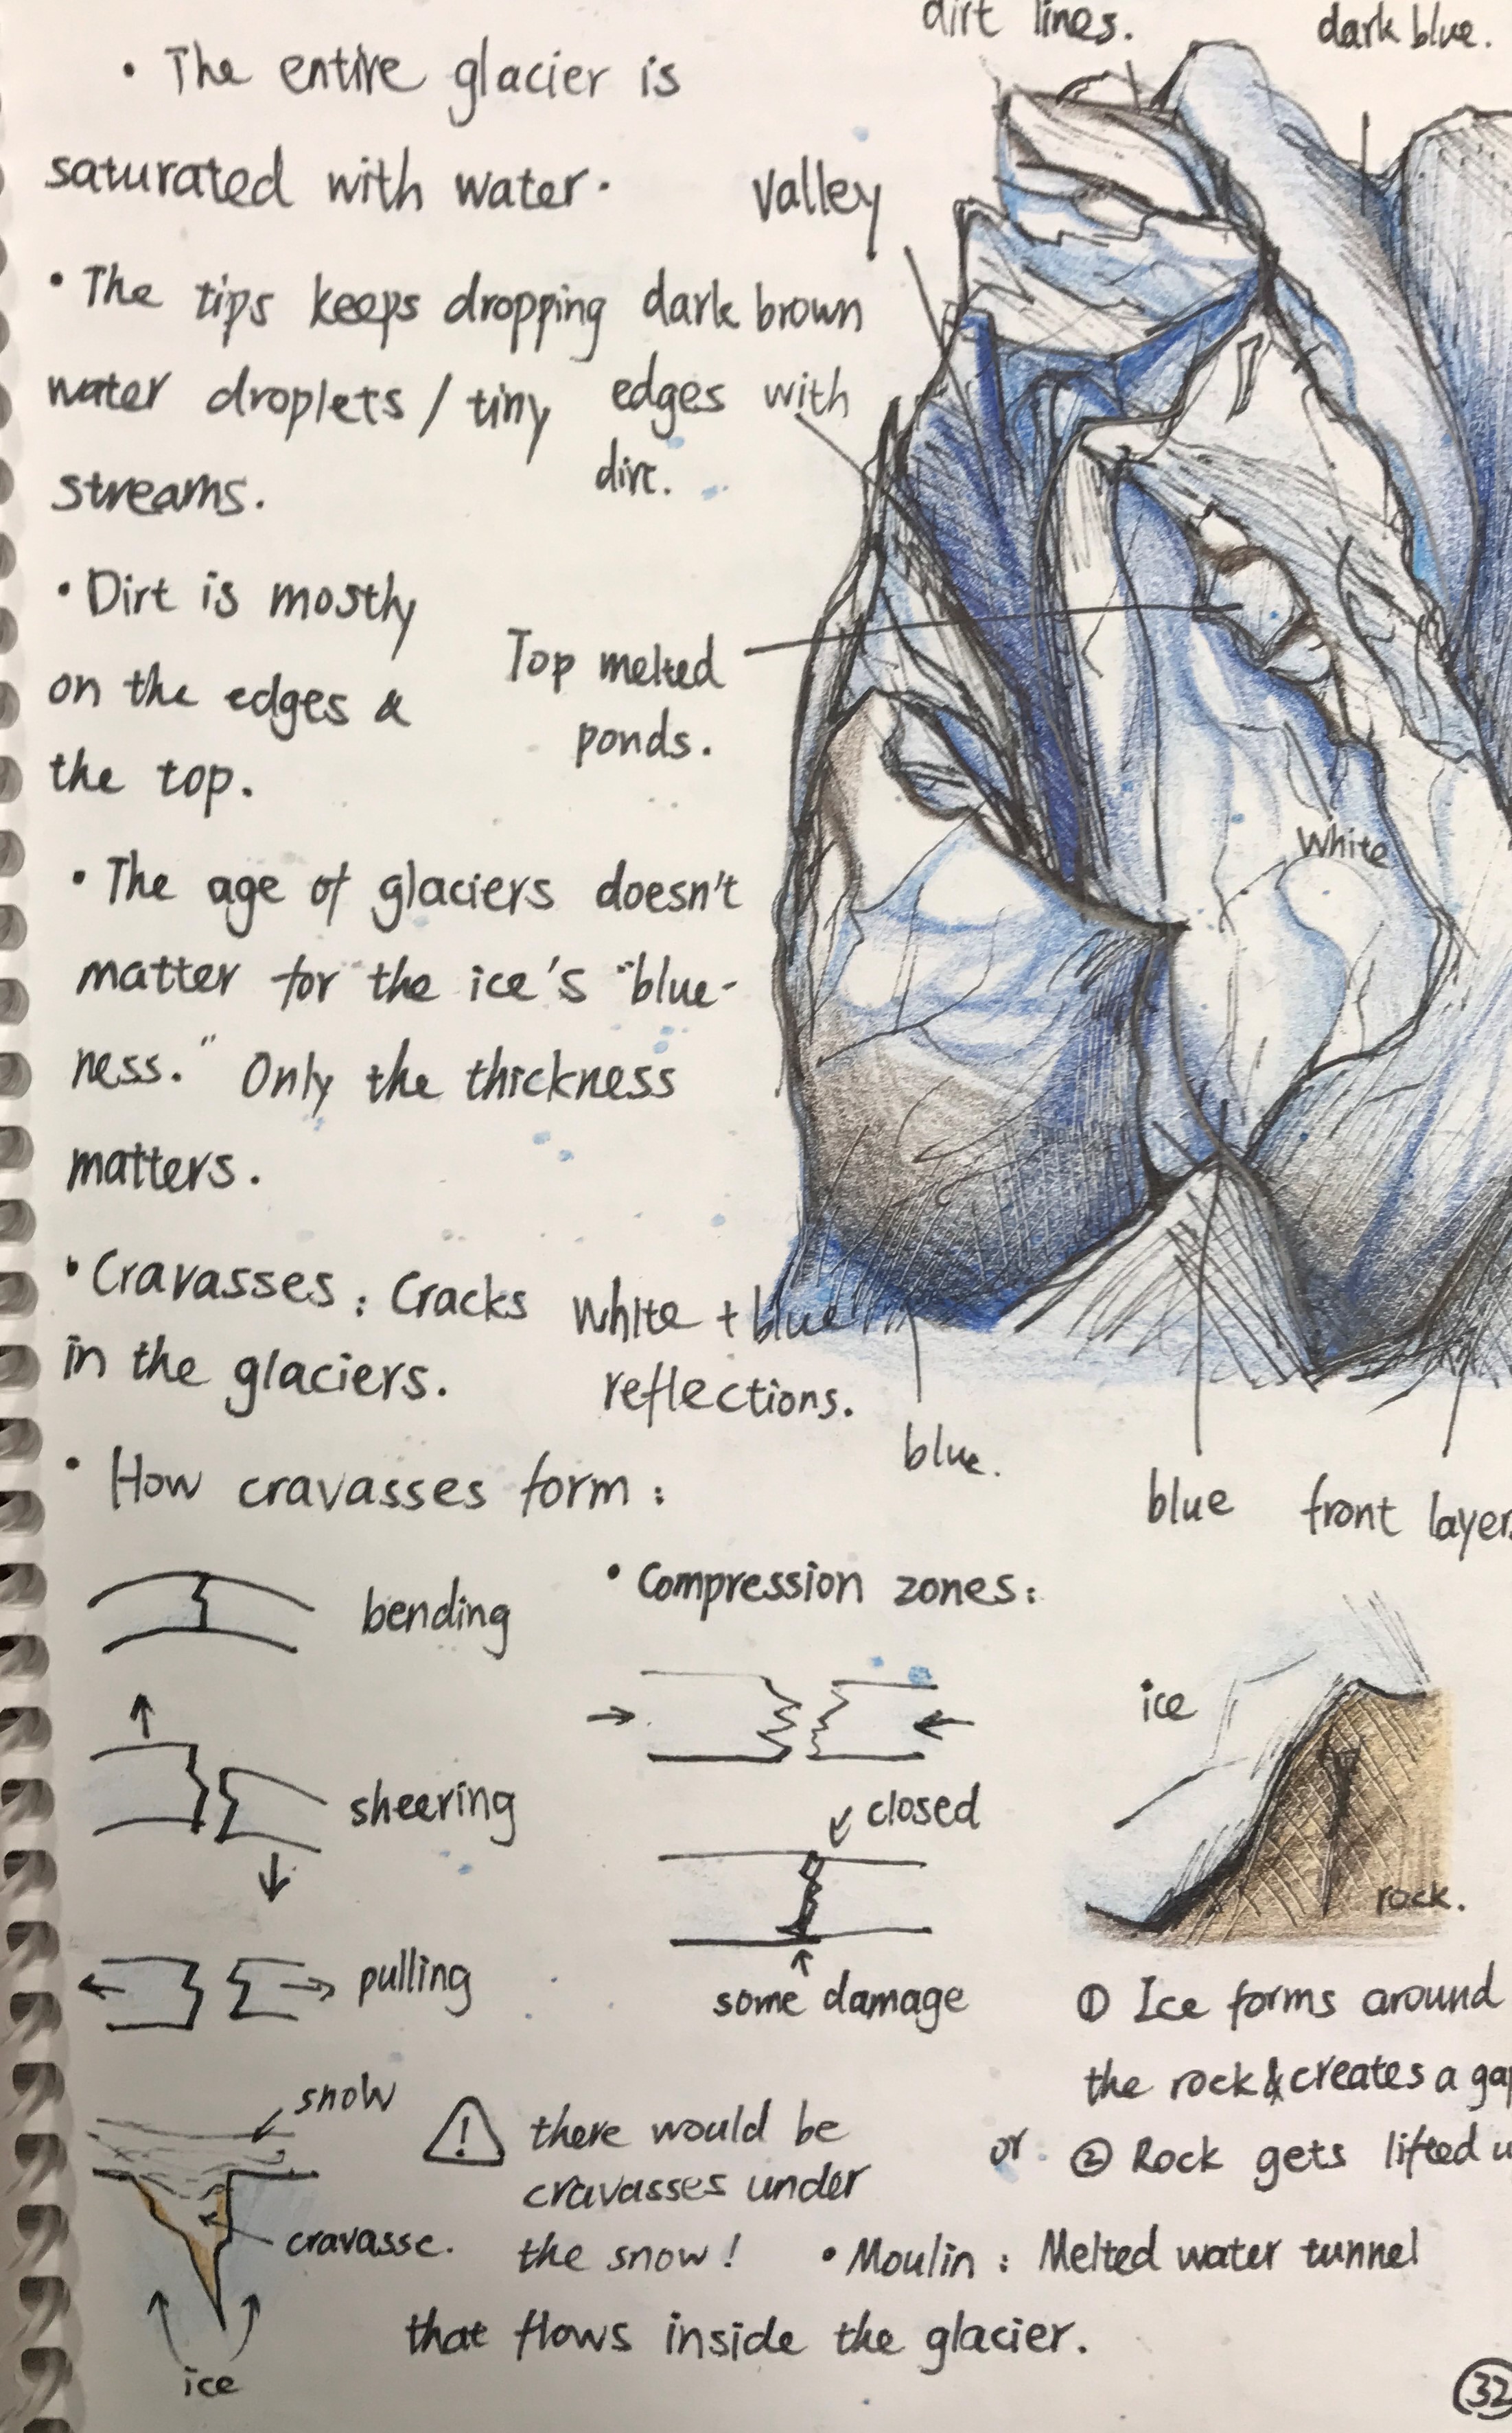 dirt lines.
dark blue.
• The entire glacier is
saturated with water.
valley
• The tips keeps dropping
water droplets / tiny
streams.
dark brown
edges with
dirt.
• Dirt is mostly
on the edges &
the top.
Top melted
ponds.
White
• The age of glaciers doesn't
matter for the ice's "blue-
ness." Only the thickness
matters.
• Cravasses : Cracks
in the glaciers.
white + blue
reflections.
blue.
blue
front layer
• How cravasses form :
bending
sheering
pulling
• Compression zones :
closed
some damage
ice
rock.
① Ice forms around
the rock & creates a
or ② Rock gets lifted
snow
cravasse.
ice
! there would be
cravasses under
the snow!
• Moulin : Melted water tunnel
that flows inside the glacier.
32